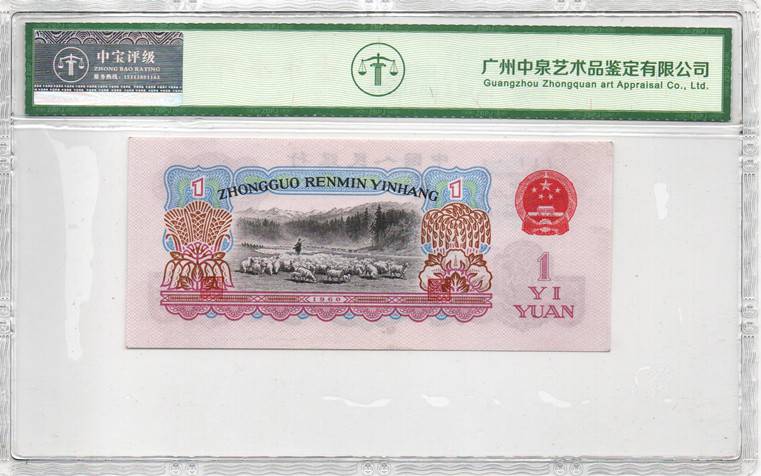 中宝评级
ZHONG BAO RATING
广州中泉艺术品鉴定有限公司
Guangzhou Zhongquan art Appraisal Co., Ltd.
1
ZHONGGUO RENMIN YINHANG
1
1960
1
YI
YUAN